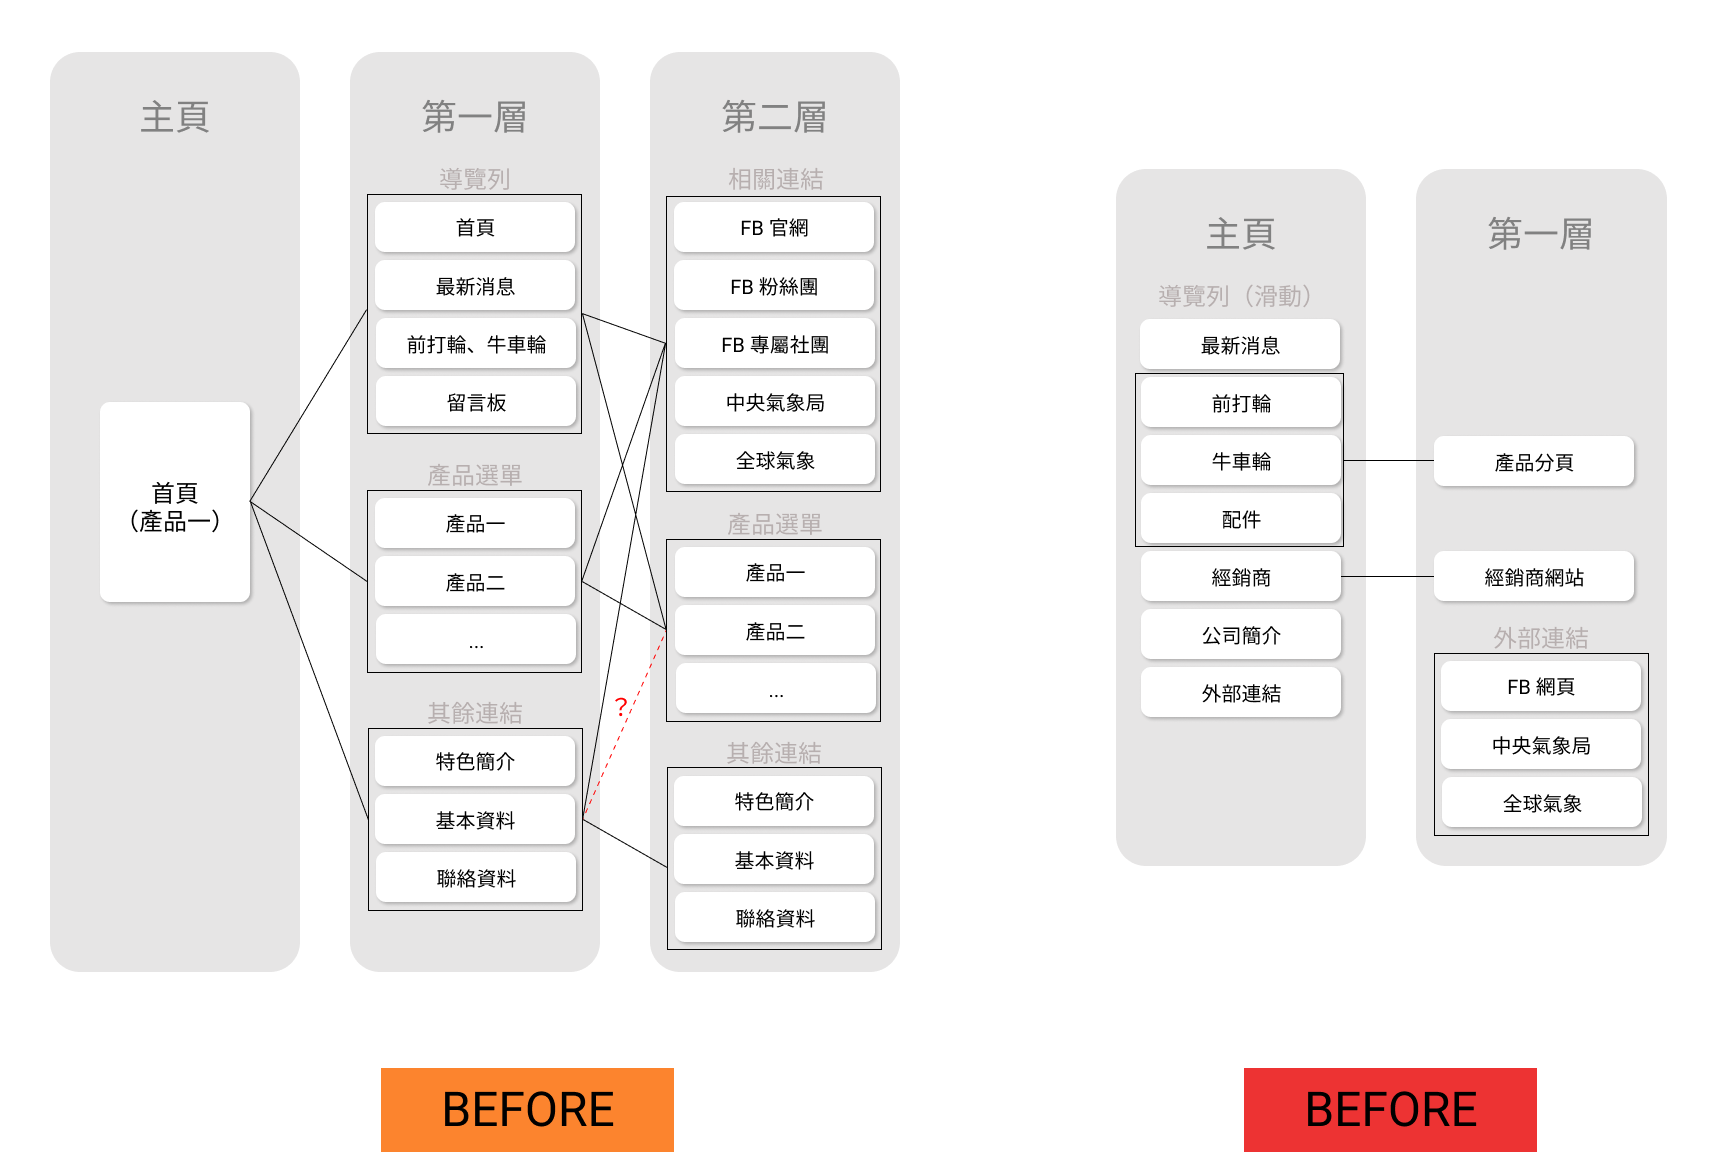 主頁
首頁
（產品一）
第一層
導覽列
首頁
最新消息
前打輪、牛車輪
留言板
產品選單
產品一
產品二
...
其餘連結
特色簡介
基本資料
聯絡資料
?
第二層
相關連結
FB 官網
FB 粉絲團
FB 專屬社團
中央氣象局
全球氣象
產品選單
產品一
產品二
...
其餘連結
特色簡介
基本資料
聯絡資料
BEFORE
主頁
導覽列（滑動）
最新消息
前打輪
牛車輪
配件
經銷商
公司簡介
外部連結
第一層
產品分頁
經銷商網站
外部連結
FB 網頁
中央氣象局
全球氣象
BEFORE